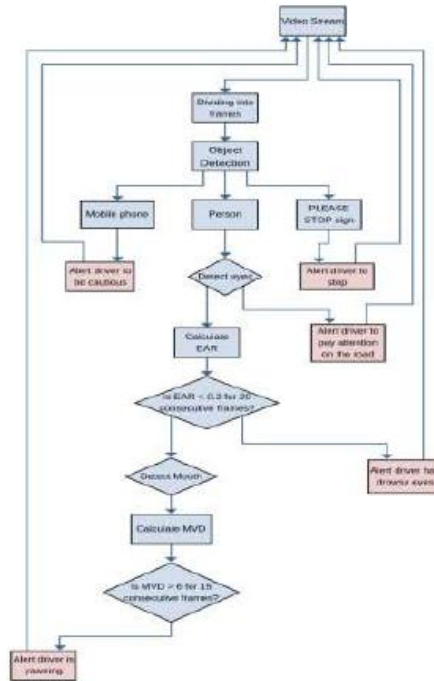 Video Stream
Dividing into
frames
Object
Detection
Mobile phone
Person
PLEASE
STOP sign
Alert driver to
be cautious
Detect eyes
Alert driver to
stop
Calculate
EAR
Alert driver to
pay attention
on the road
Is EAR < 0.3 for 20
consecutive frames?
Detect Mouth
Alert driver has
drowsy eyes
Calculate MVD
Is MVD > 6 for 15
consecutive frames?
Alert driver is
yawning